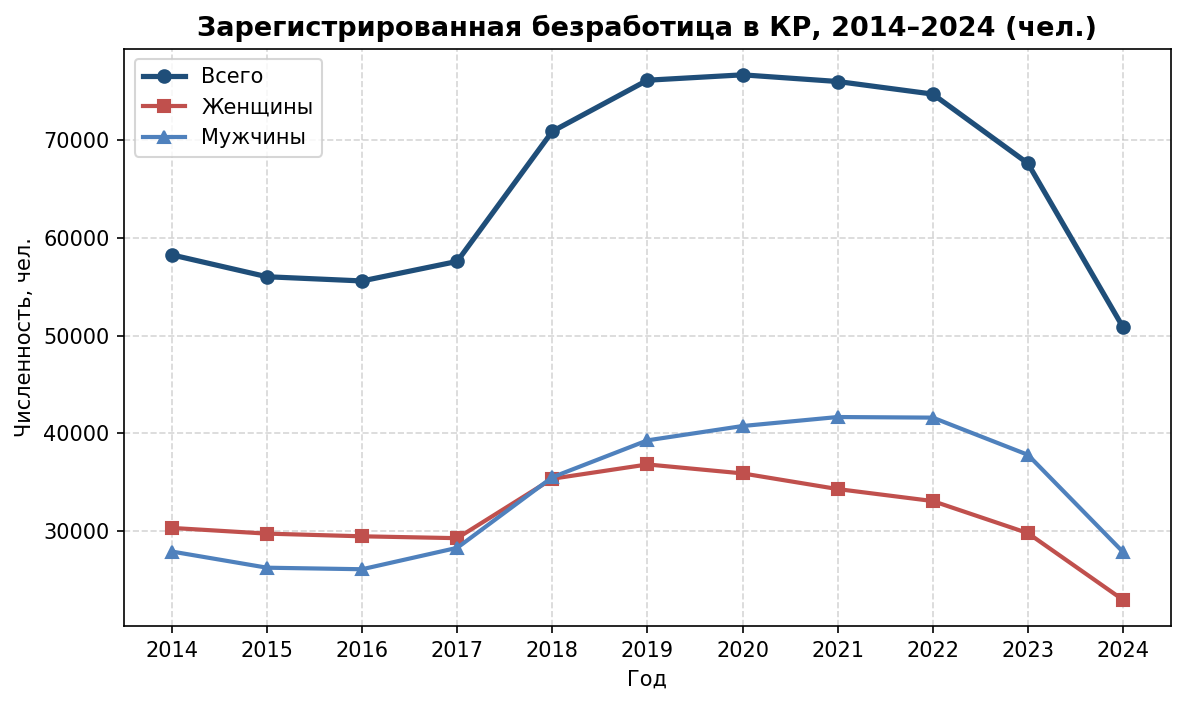 Зарегистрированная безработица в КР, 2014–2024 (чел.)
Всего
Женщины
Мужчины
Численность, чел.
70000
60000
50000
40000
30000
2014 2015 2016 2017 2018 2019 2020 2021 2022 2023 2024
Год